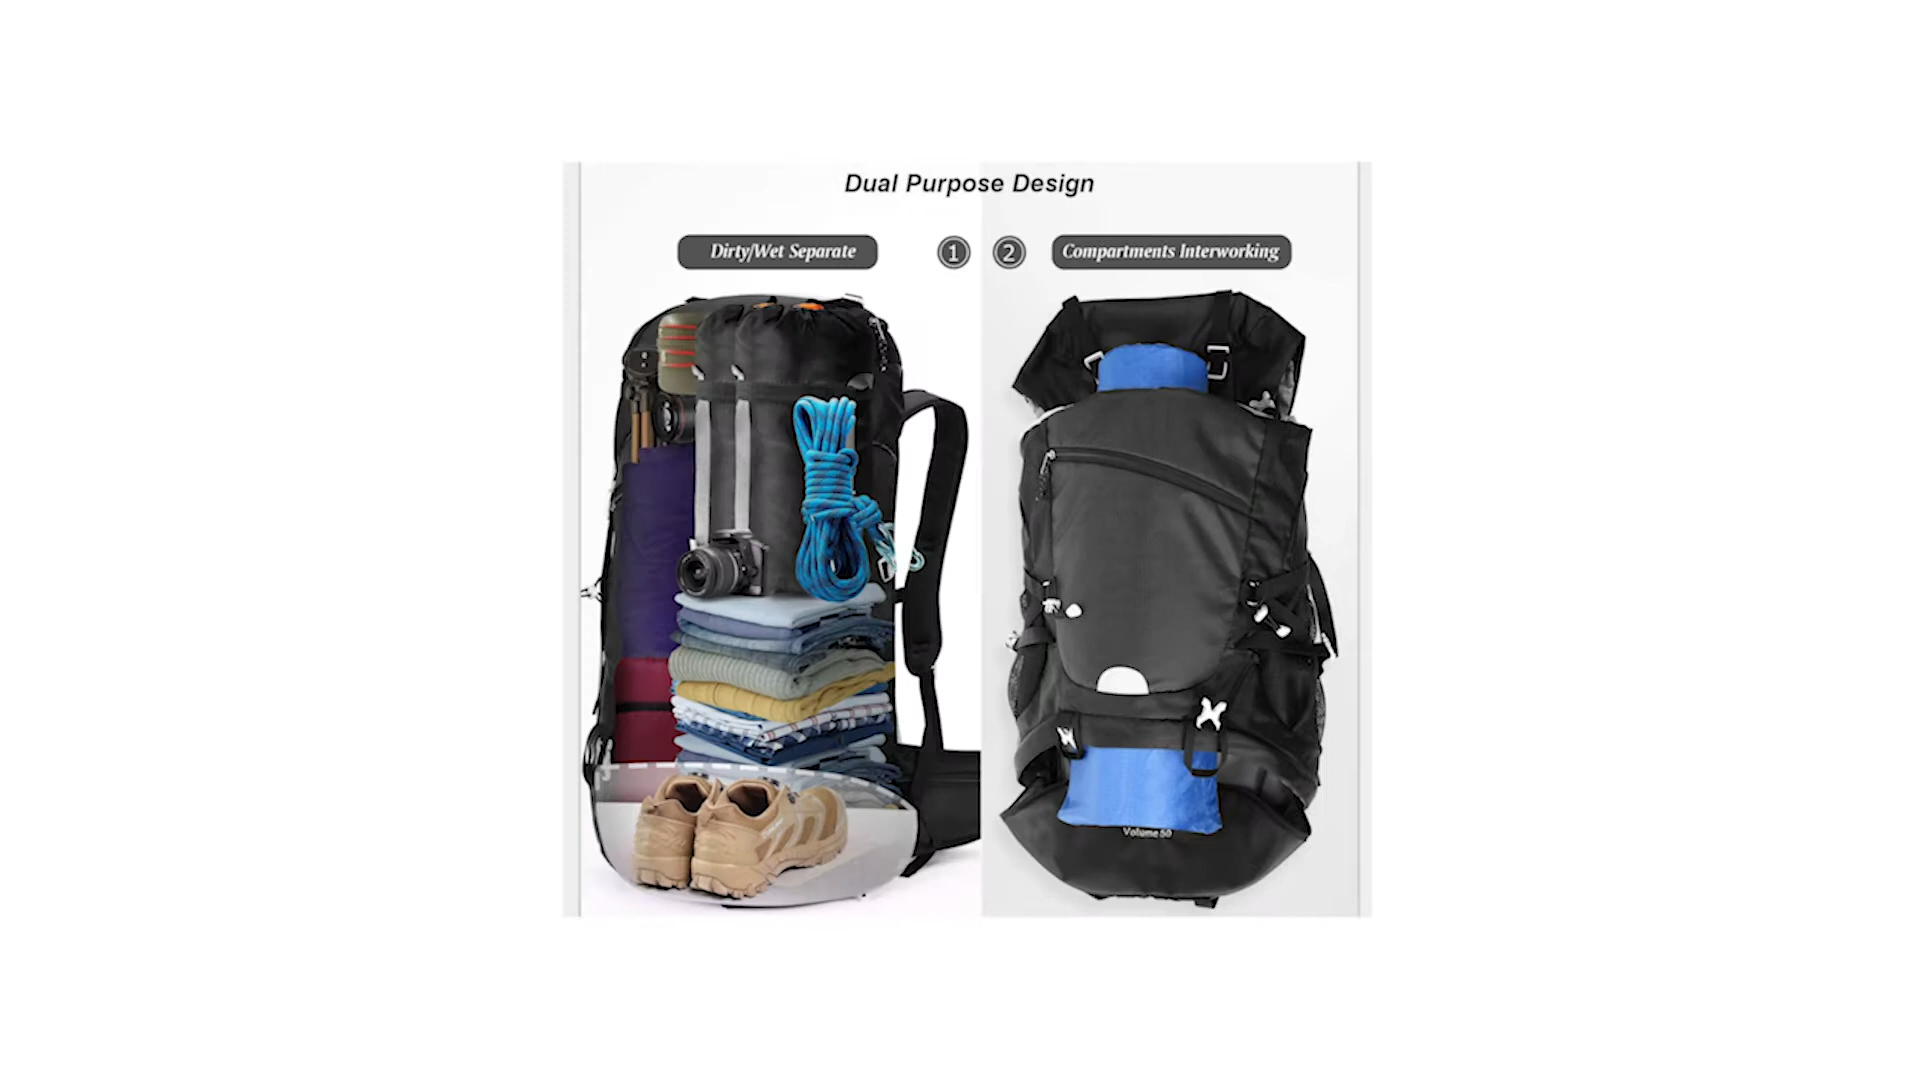 Dual Purpose Design
Dirty/Wet Separate
1
2
Compartments Interworking
Volume 50